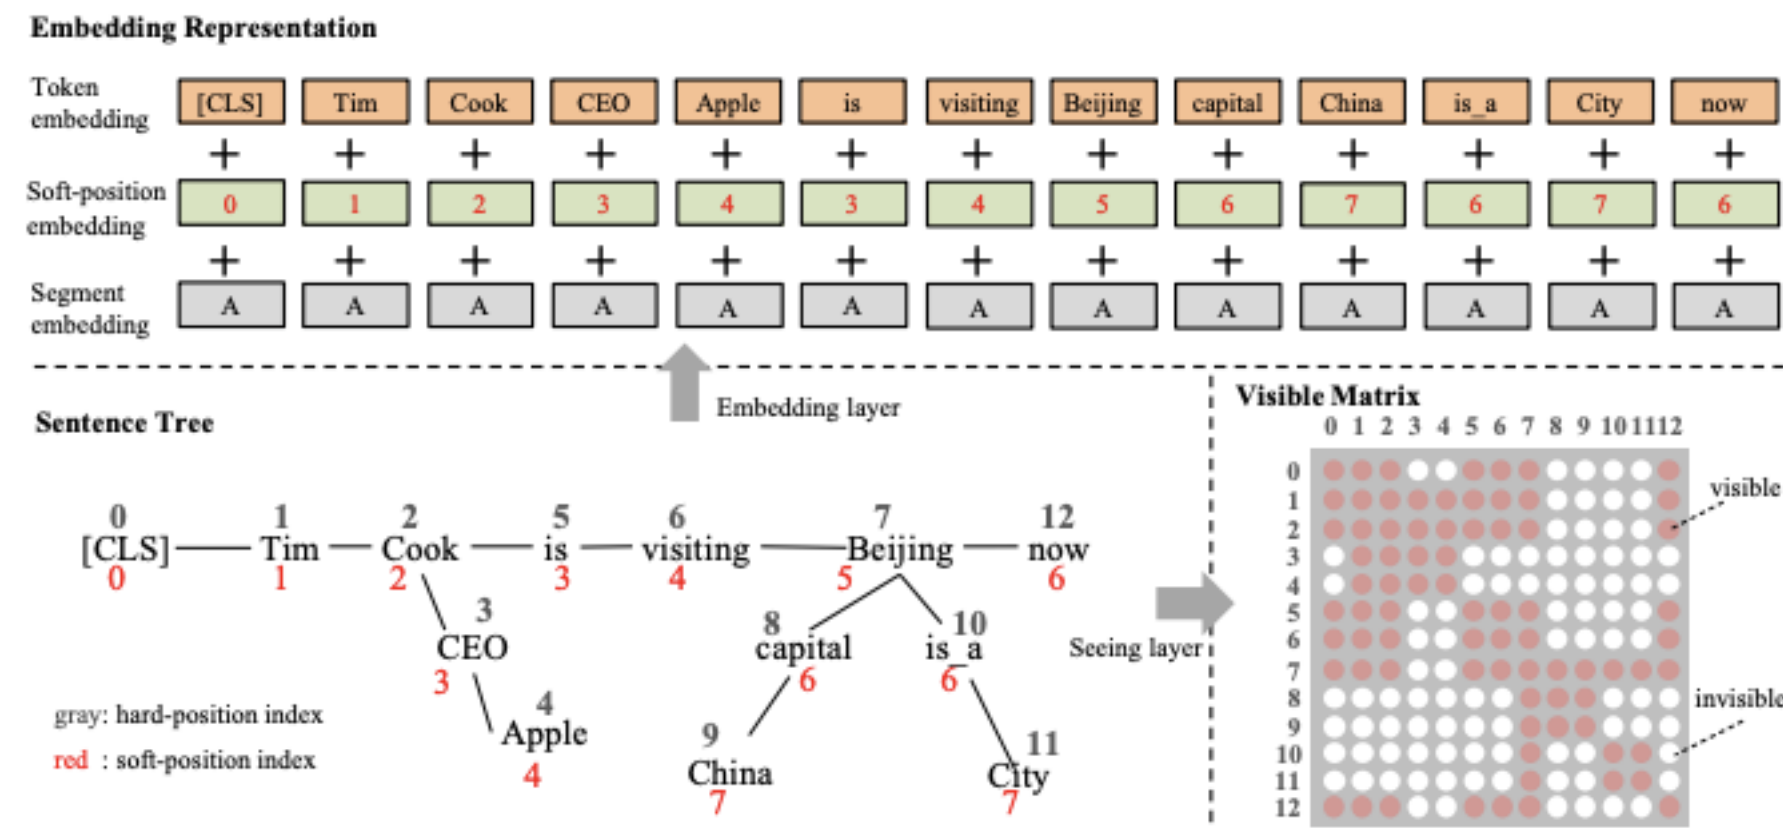 Embedding Representation
Token embedding
[CLS] Tim Cook CEO Apple is visiting Beijing capital China is_a City now
+ + + + + + + + + + + + +
Soft-position embedding
0 1 2 3 4 3 4 5 6 7 6 7 6
+ + + + + + + + + + + + +
Segment embedding
A A A A A A A A A A A A A
Embedding layer
Sentence Tree
0 1 2 5 6 7 12
[CLS] Tim Cook is visiting Beijing now
0 1 2 3 4 5 6
3
CEO
3
4
Apple
4
8
capital
6
10
is_a
6
9
China
7
11
City
7
gray: hard-position index
red : soft-position index
Seeing layer
Visible Matrix
0 1 2 3 4 5 6 7 8 9 10 11 12
0
1
2
3
4
5
6
7
8
9
10
11
12
visible
invisible